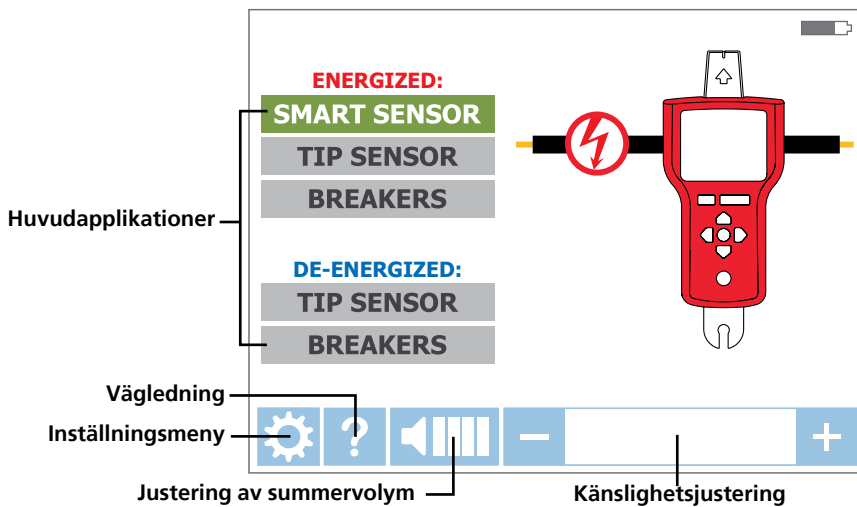 ENERGIZED:
SMART SENSOR
TIP SENSOR
BREAKERS
Huvudapplikationer
DE-ENERGIZED:
TIP SENSOR
BREAKERS
Vägledning
Inställningsmeny
?
Justering av summervolym
Känslighetsjustering